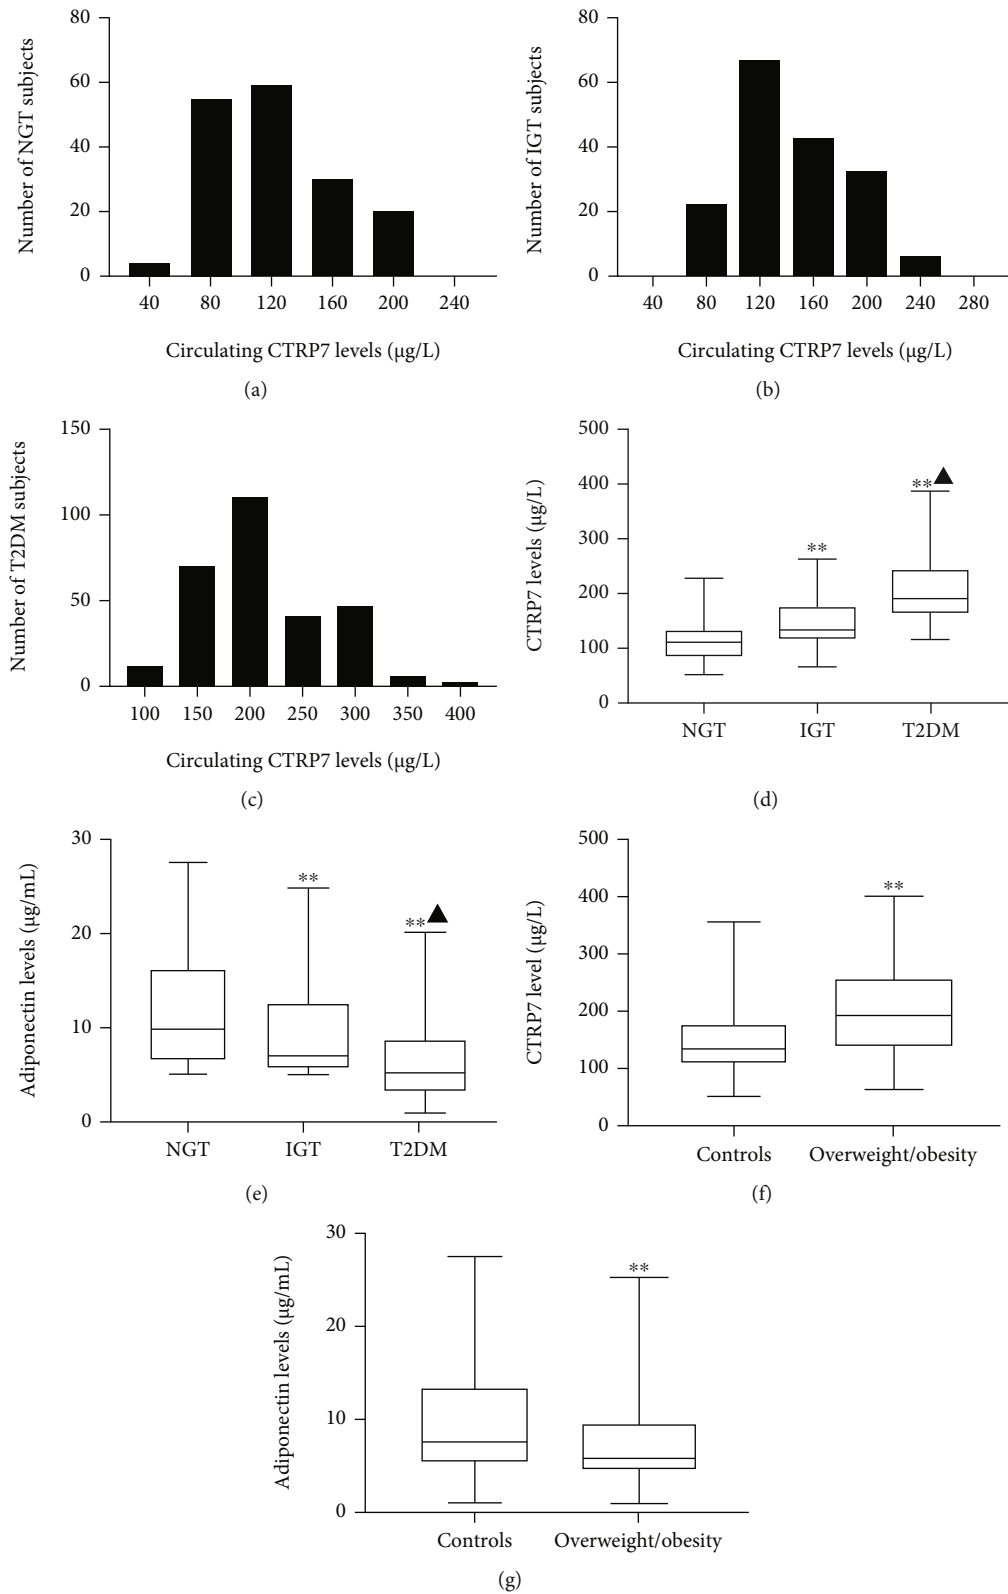 80
60
40
20
0
Number of NGT subjects
40 80 120 160 200 240
Circulating CTRP7 levels (μg/L)
(a)
80
60
40
20
0
Number of IGT subjects
40 80 120 160 200 240 280
Circulating CTRP7 levels (μg/L)
(b)
150
100
50
0
Number of T2DM subjects
100 150 200 250 300 350 400
Circulating CTRP7 levels (μg/L)
(c)
500
400
300
200
100
0
CTRP7 levels (μg/L)
**
**▲
NGT IGT T2DM
(d)
30
20
10
0
Adiponectin levels (μg/mL)
**
**▲
NGT IGT T2DM
(e)
500
400
300
200
100
0
CTRP7 level (μg/L)
**
Controls Overweight/obesity
(f)
30
20
10
0
Adiponectin levels (μg/mL)
**
Controls Overweight/obesity
(g)